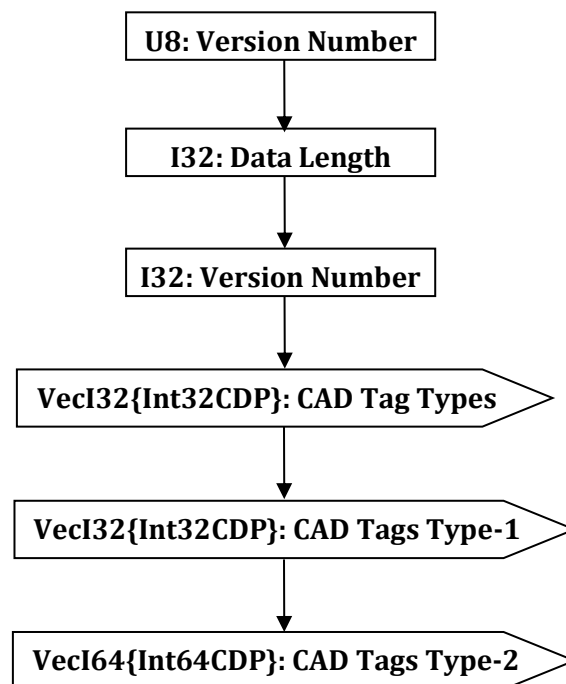 U8: Version Number
I32: Data Length
I32: Version Number
VecI32{Int32CDP}: CAD Tag Types
VecI32{Int32CDP}: CAD Tags Type-1
VecI64{Int64CDP}: CAD Tags Type-2